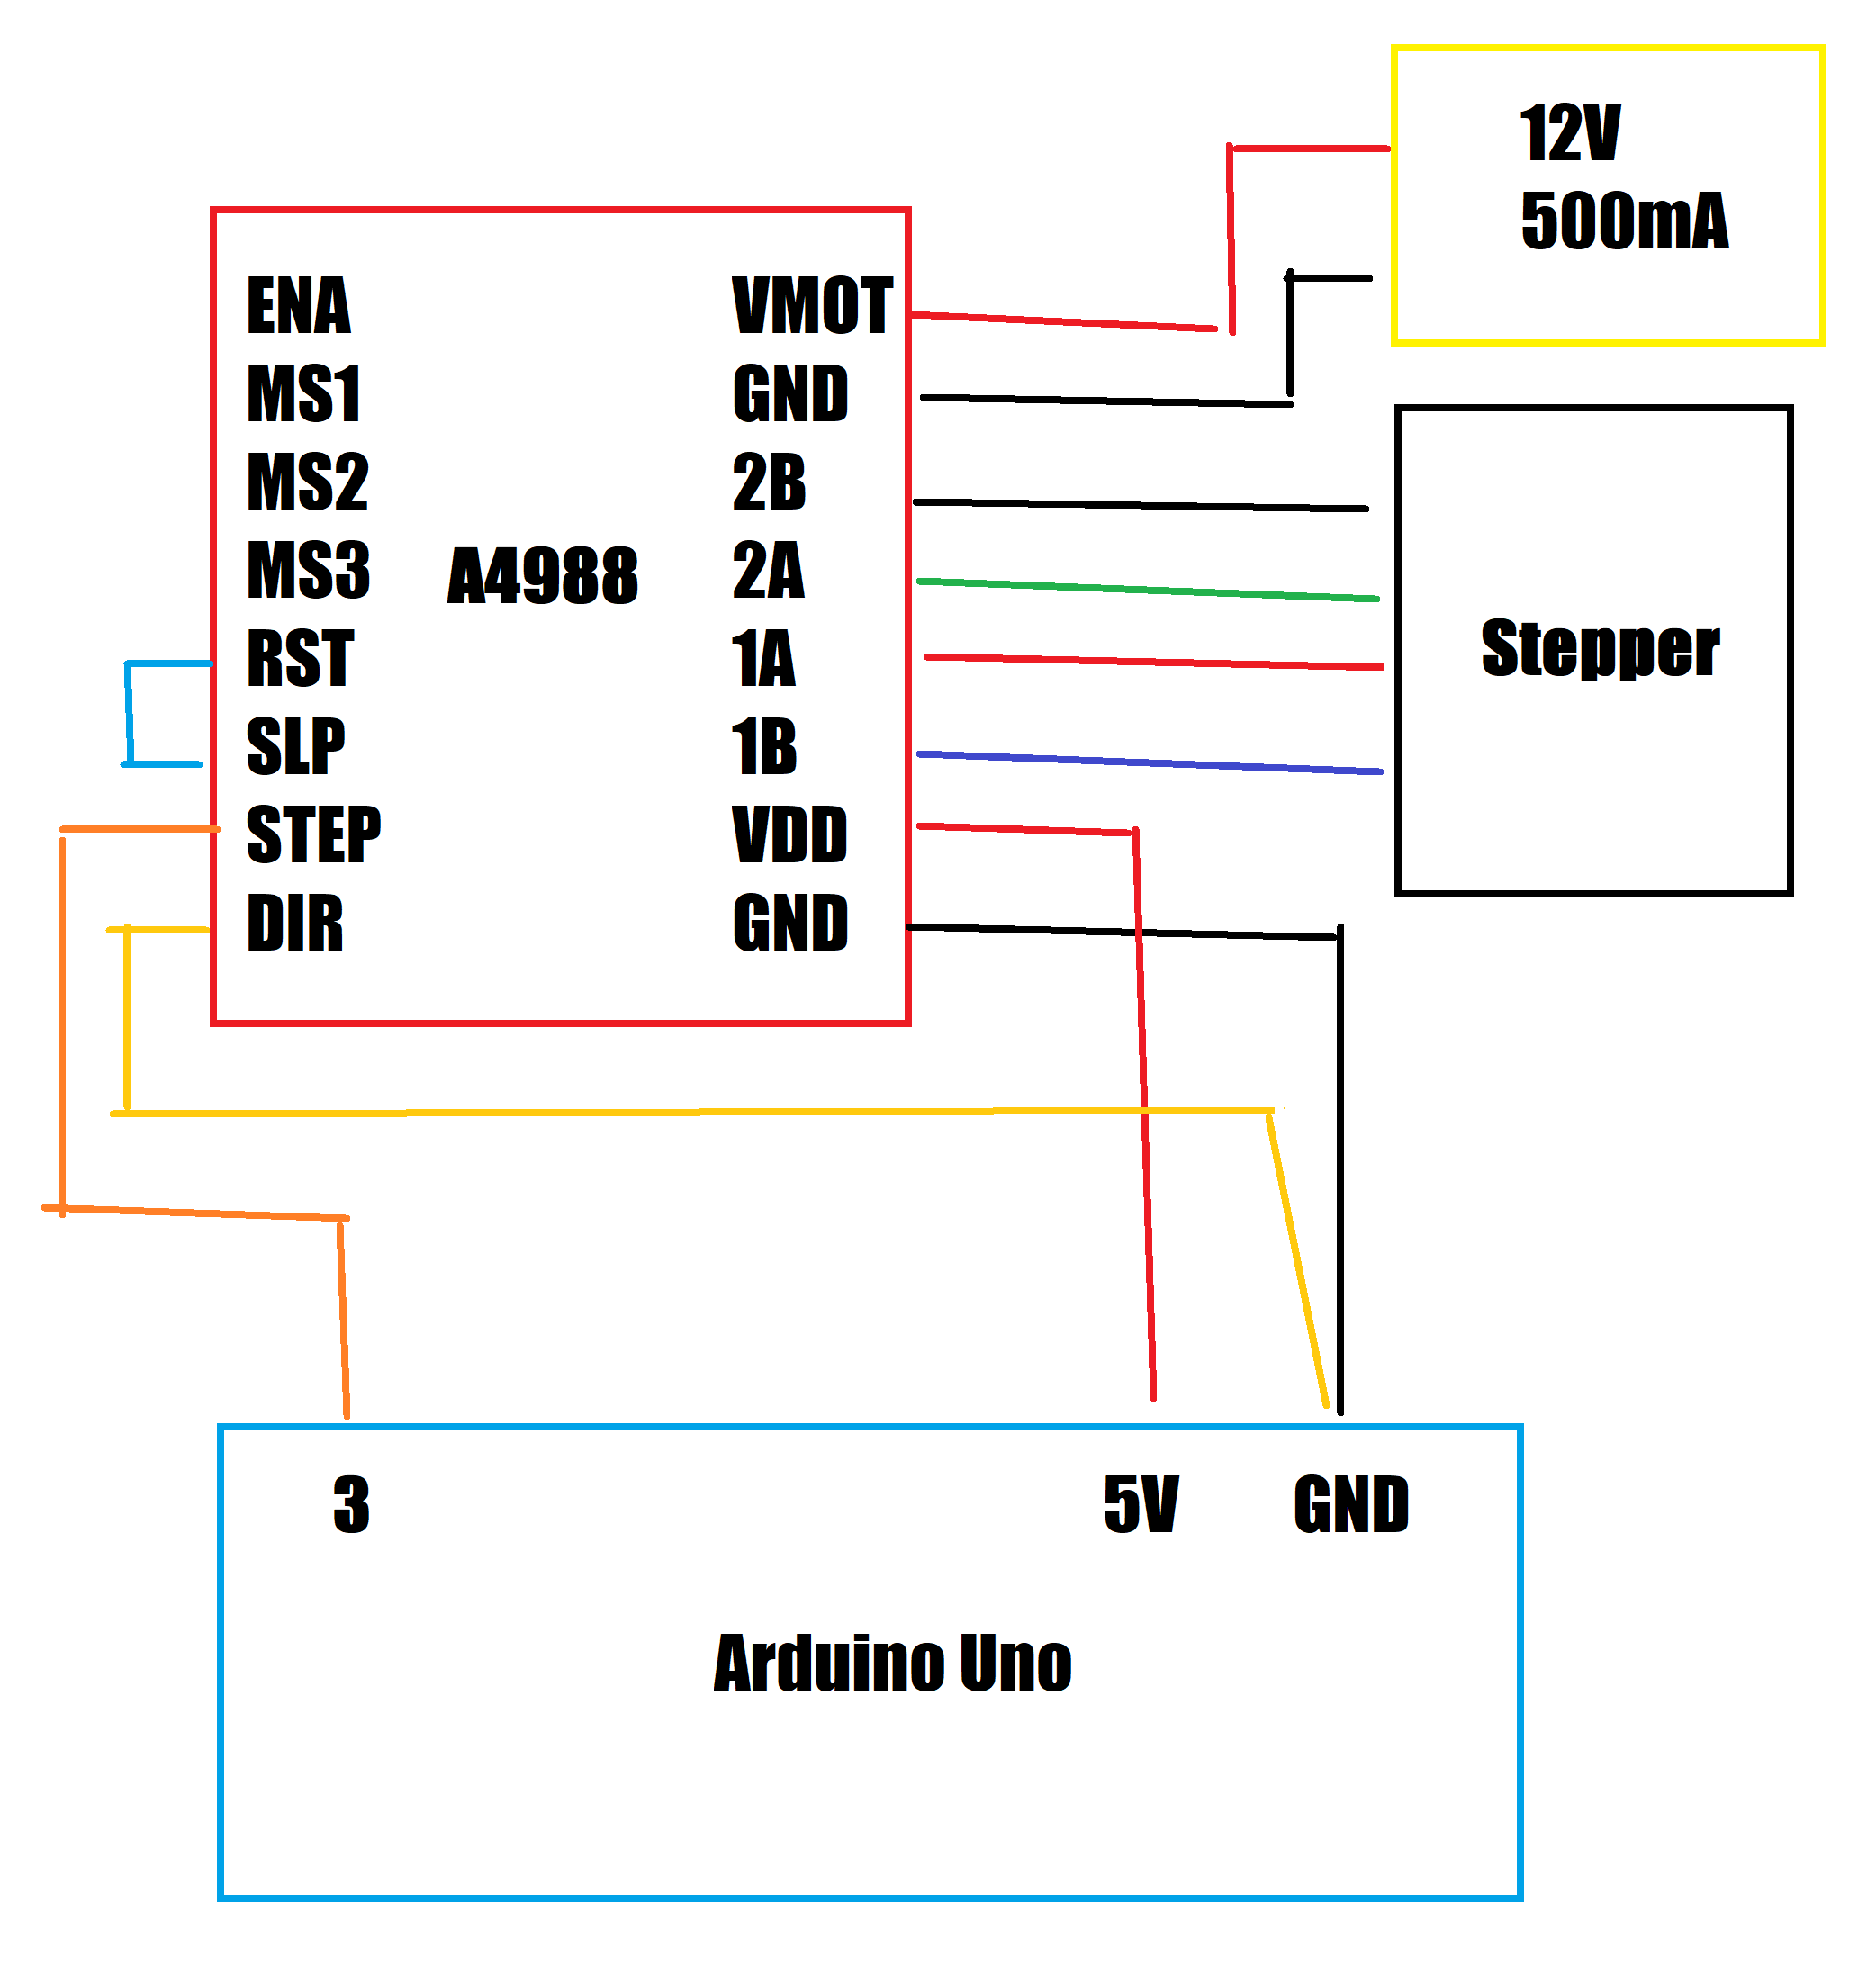 12V
500mA
ENA
MS1
MS2
MS3
RST
SLP
STEP
DIR
A4988
VMOT
GND
2B
2A
1A
1B
VDD
GND
Stepper
3
5V
GND
Arduino Uno